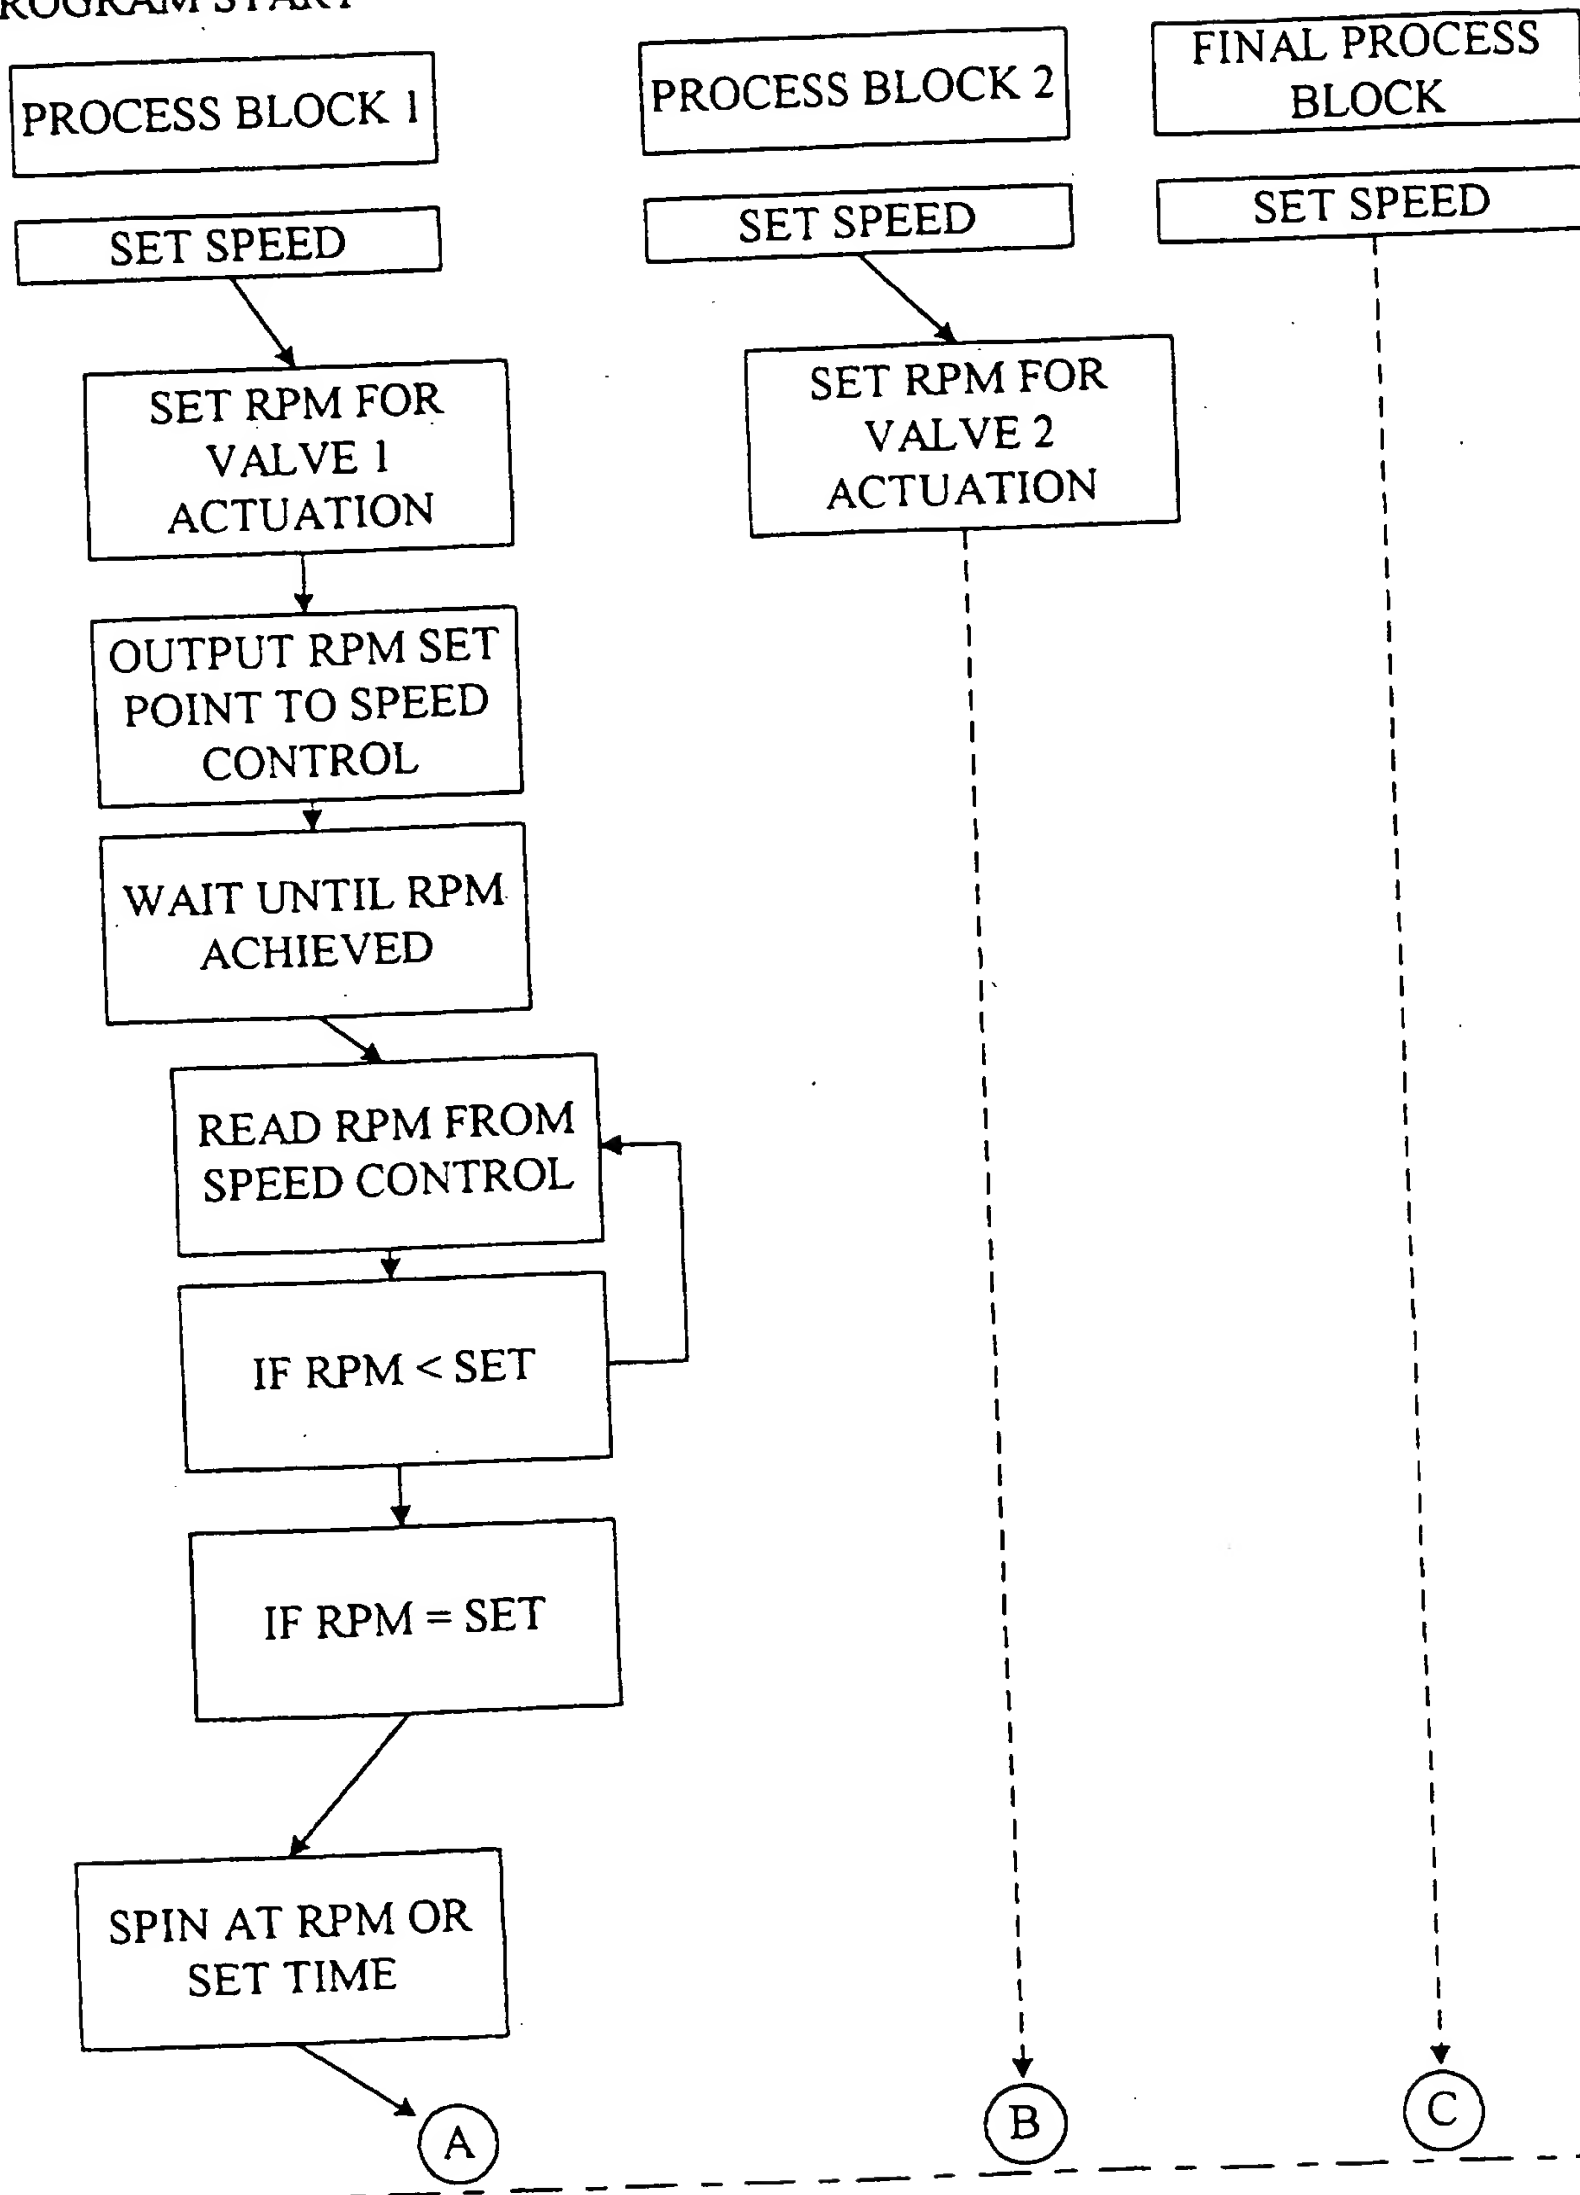 ROGRAM START
PROCESS BLOCK 1
SET SPEED
SET RPM FOR
VALVE 1
ACTUATION
OUTPUT RPM SET
POINT TO SPEED
CONTROL
WAIT UNTIL RPM
ACHIEVED
READ RPM FROM
SPEED CONTROL
IF RPM < SET
IF RPM = SET
SPIN AT RPM OR
SET TIME
A
PROCESS BLOCK 2
SET SPEED
SET RPM FOR
VALVE 2
ACTUATION
B
FINAL PROCESS
BLOCK
SET SPEED
C